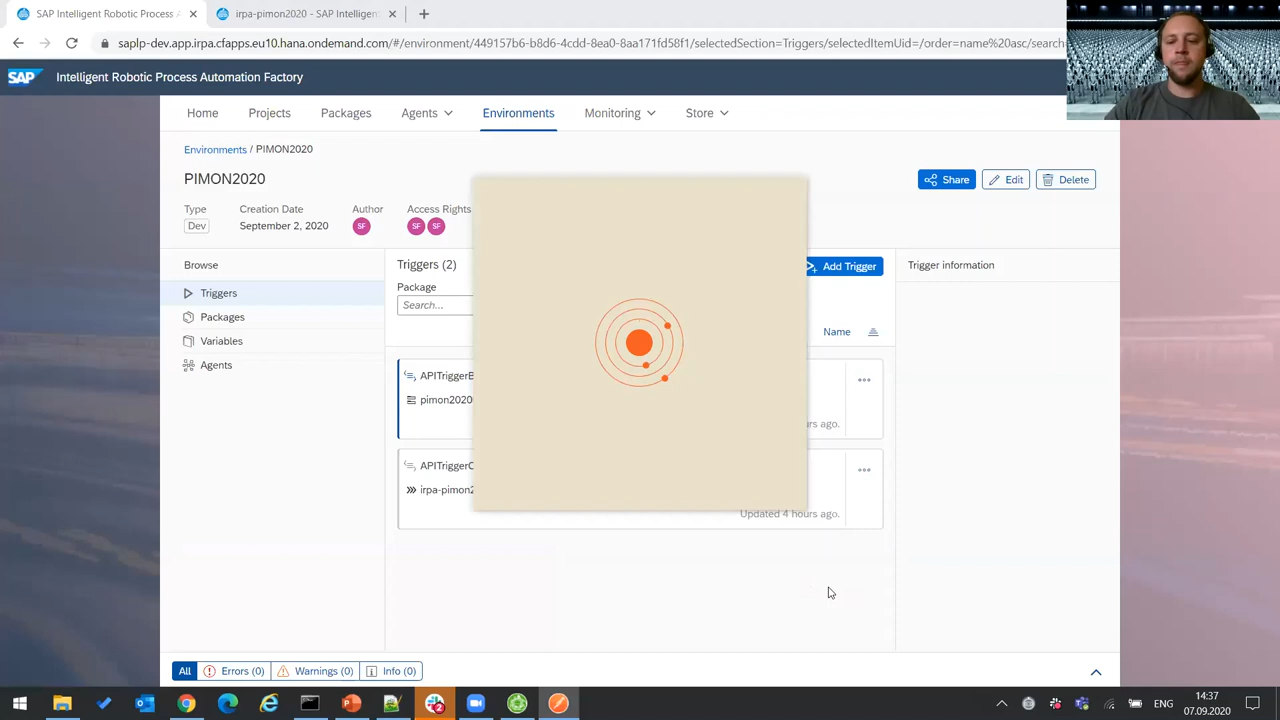 SAP Intelligent Robotic Process A
irpa-pimon2020 - SAP Intelligent
saplp-dev.app.irpa.cfapps.eu10.hana.ondemand.com/#/environment
449157b6-b8d6-4cdd-8ea0-8aa171fd58f1/selectedSection=Triggers/selectedItemUid=/order=name%20asc/search
SAP Intelligent Robotic Process Automation Factory
Home Projects Packages Agents Environments Monitoring Store
Environments / PIMON2020
PIMON2020
Share Edit Delete
Type Creation Date Author Access Rights
Dev September 2, 2020 SF SF SF
Browse
Triggers
Packages
Variables
Agents
Triggers (2)
Add Trigger
Package
Search...
Name
APITriggerB
pimon2020
urs ago.
APITriggerC
irpa-pimon2
Updated 4 hours ago.
Trigger information
All Errors (0) Warnings (0) Info (0)
ENG
14:37
07.09.2020